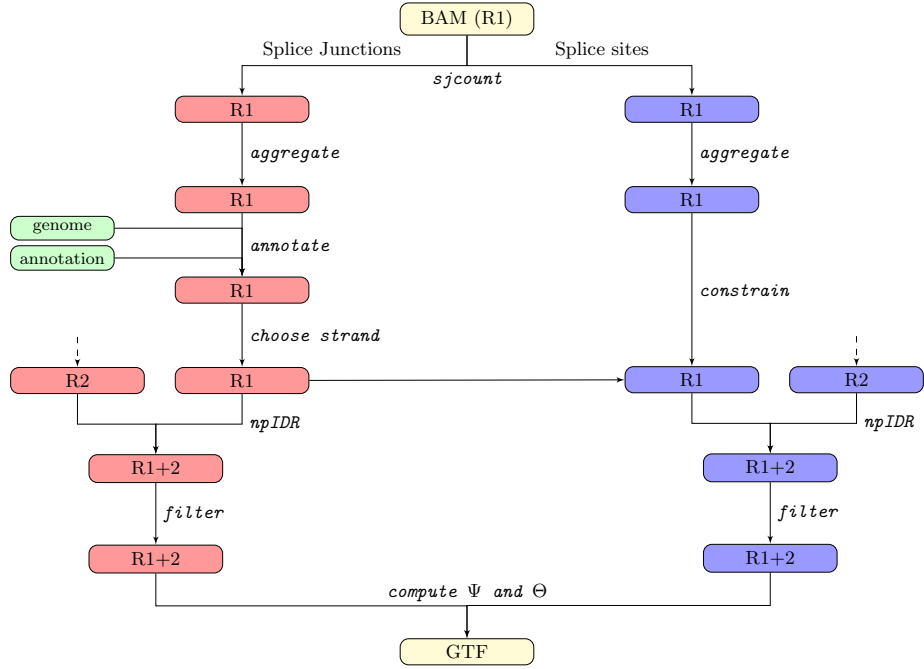 BAM (R1)
Splice Junctions
Splice sites
sjcount
R1
R1
aggregate
aggregate
R1
R1
genome
annotate
annotation
R1
constrain
choose strand
R2
R1
R1
R2
npIDR
npIDR
R1+2
R1+2
filter
filter
R1+2
R1+2
compute Ψ and Θ
GTF